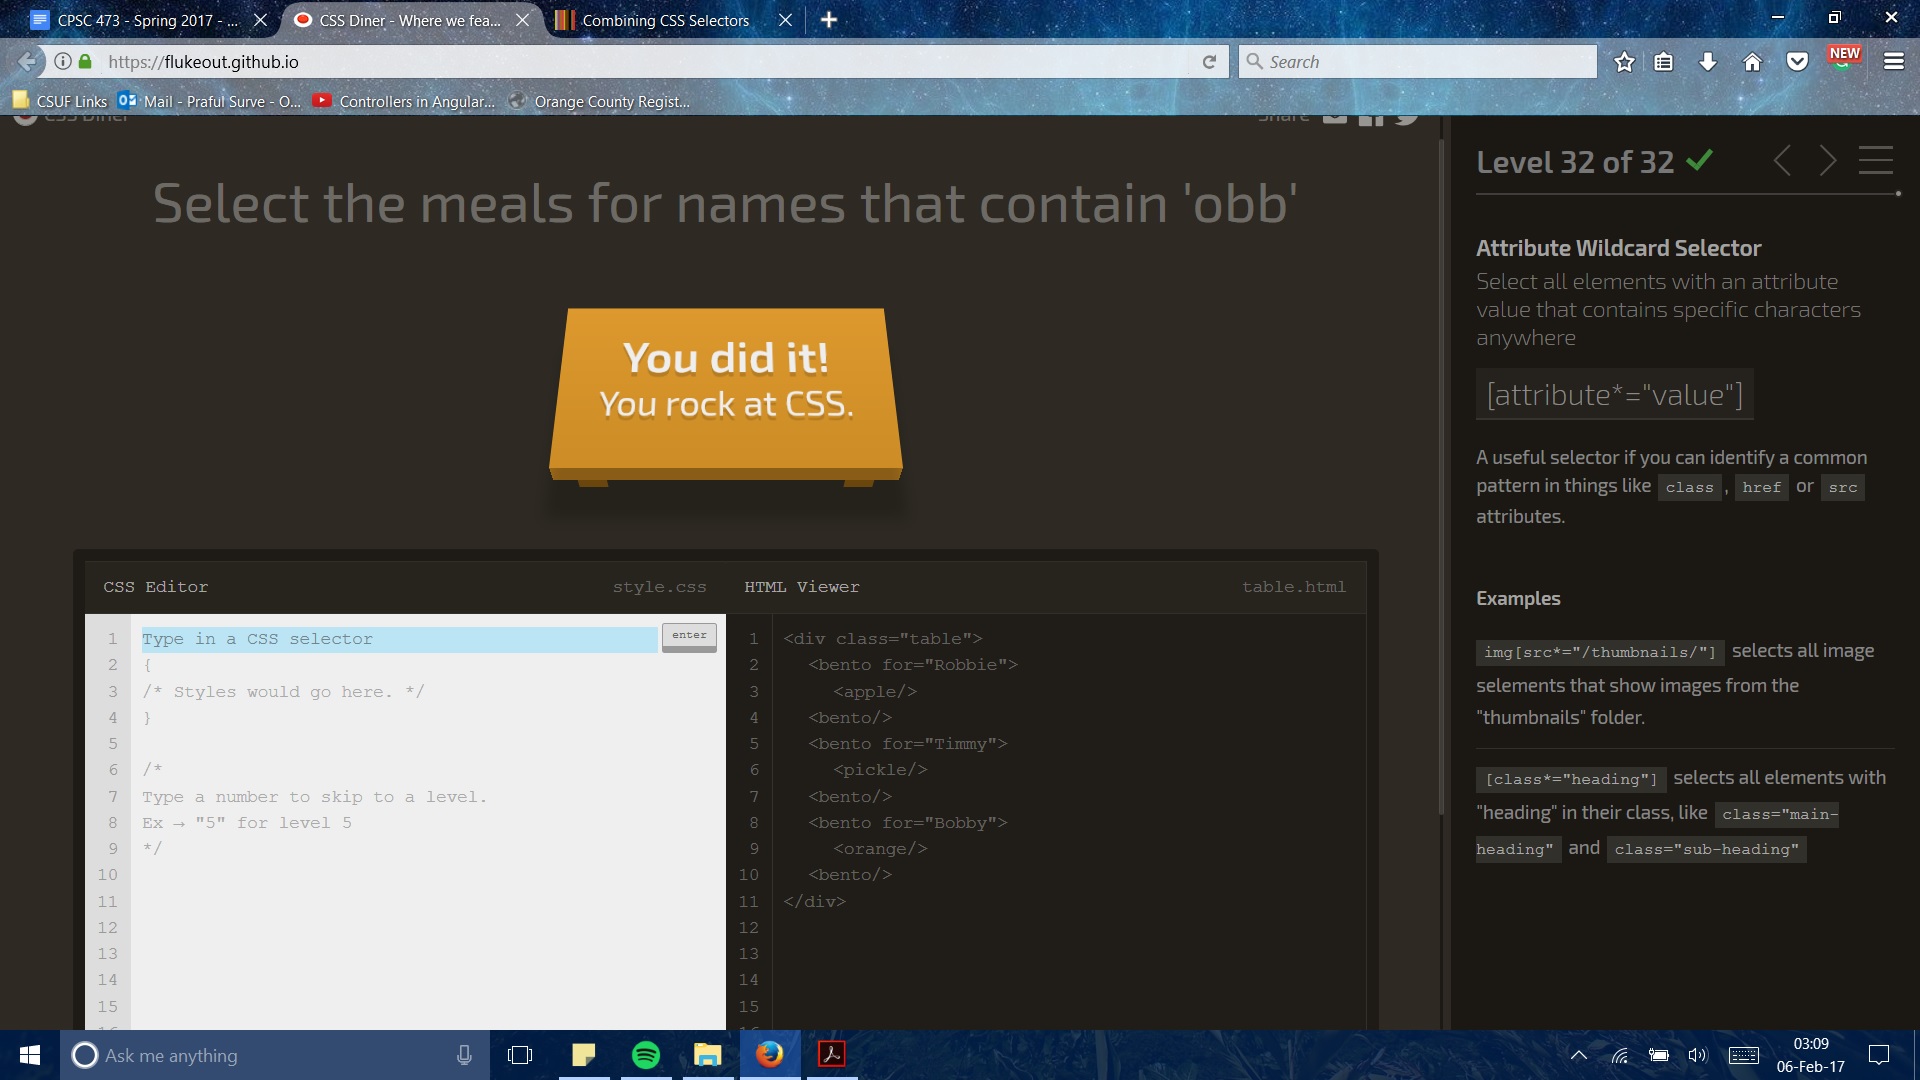 CPSC 473 - Spring 2017 - ...
CSS Diner - Where we fea...
Combining CSS Selectors
https://flukeout.github.io
Search
NEW
CSUF Links
Mail - Praful Surve - O...
Controllers in Angular...
Orange County Regist...
CSS Diner
Share
Select the meals for names that contain 'obb'
You did it!
You rock at CSS.
CSS Editor
style.css
1 Type in a CSS selector
enter
2 {
3 /* Styles would go here. */
4 }
5
6 /*
7 Type a number to skip to a level.
8 Ex → "5" for level 5
9 */
10
11
12
13
14
15
16
HTML Viewer
table.html
1 <div class="table">
2 <bento for="Robbie">
3 <apple/>
4 <bento/>
5 <bento for="Timmy">
6 <pickle/>
7 <bento/>
8 <bento for="Bobby">
9 <orange/>
10 <bento/>
11 </div>
12
13
14
15
16
Level 32 of 32
Attribute Wildcard Selector
Select all elements with an attribute
value that contains specific characters
anywhere
[attribute*="value"]
A useful selector if you can identify a common
pattern in things like class , href or src
attributes.
Examples
img[src*="/thumbnails/"] selects all image
selements that show images from the
"thumbnails" folder.
[class*="heading"] selects all elements with
"heading" in their class, like class="main-
heading" and class="sub-heading"
Ask me anything
03:09
06-Feb-17